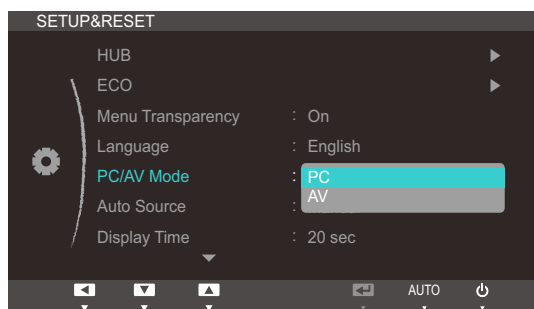 SETUP&RESET
HUB
ECO
Menu Transparency : On
Language : English
PC/AV Mode : PC
AV
Auto Source :
Display Time : 20 sec
AUTO